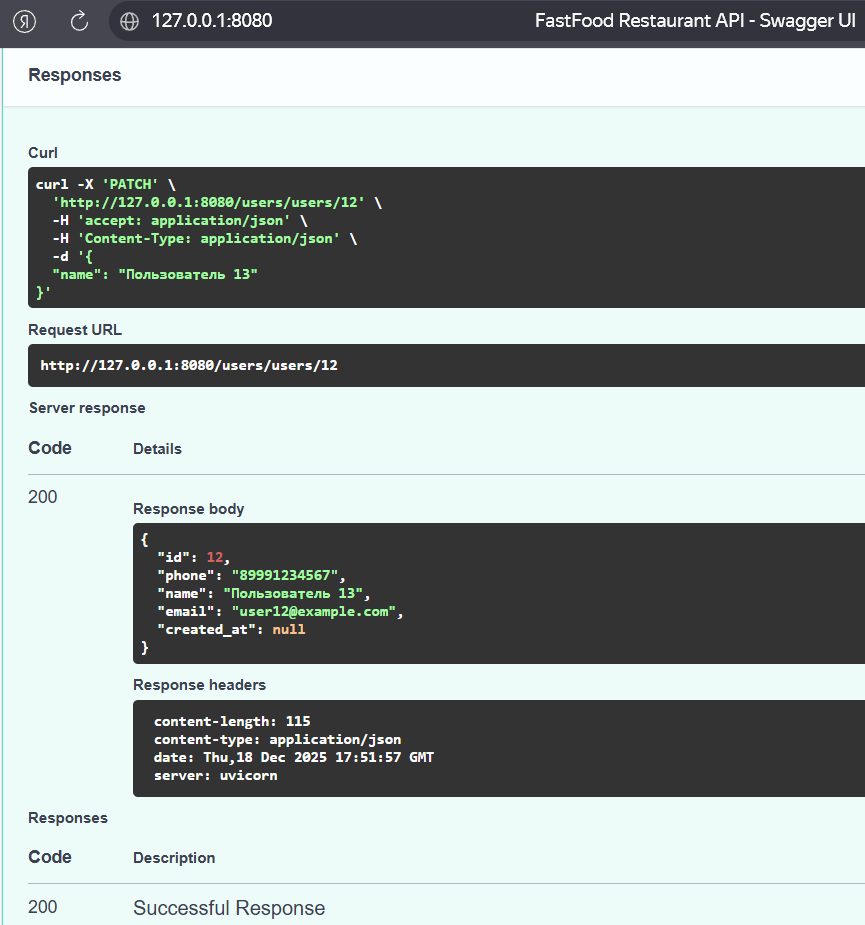 Я 127.0.0.1:8080 FastFood Restaurant API - Swagger UI
Responses
Curl
curl -X 'PATCH' \
  'http://127.0.0.1:8080/users/users/12' \
  -H 'accept: application/json' \
  -H 'Content-Type: application/json' \
  -d '{
  "name": "Пользователь 13"
}'
Request URL
http://127.0.0.1:8080/users/users/12
Server response
Code Details
200
Response body
{
  "id": 12,
  "phone": "89991234567",
  "name": "Пользователь 13",
  "email": "user12@example.com",
  "created_at": null
}
Response headers
content-length: 115
content-type: application/json
date: Thu,18 Dec 2025 17:51:57 GMT
server: uvicorn
Responses
Code Description
200 Successful Response